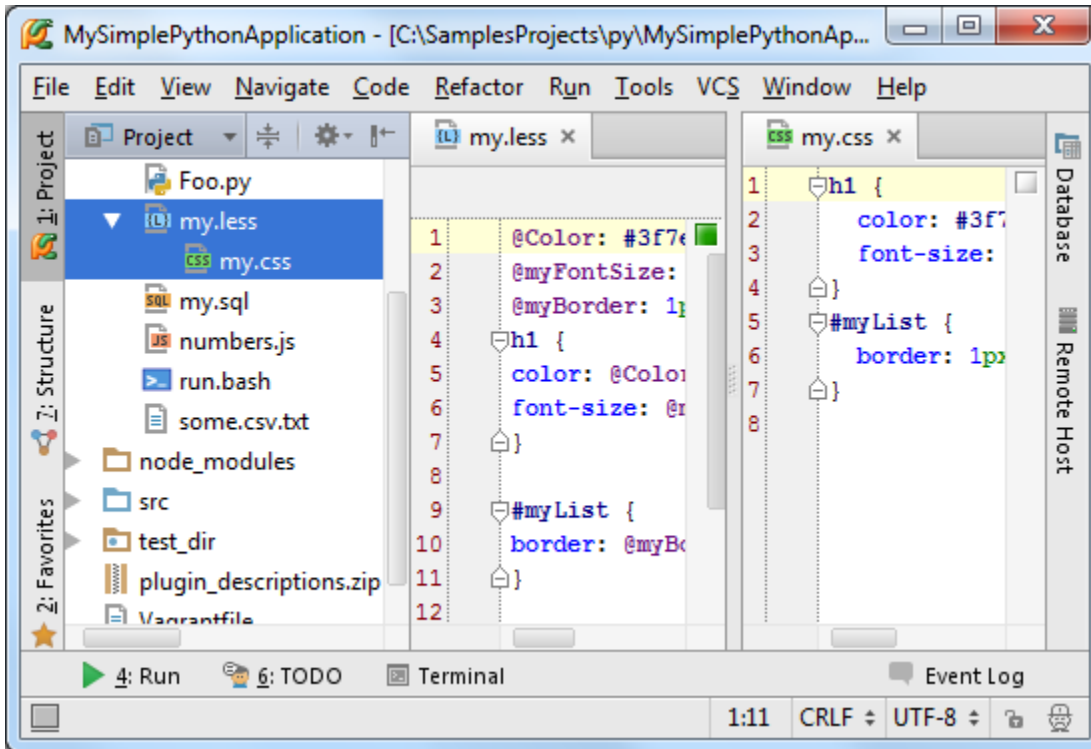 MySimplePythonApplication - [C:\SamplesProjects\py\MySimplePythonAp...
File Edit View Navigate Code Refactor Run Tools VCS Window Help
1: Project
7: Structure
2: Favorites
Project
Foo.py
my.less
my.css
my.sql
numbers.js
run.bash
some.csv.txt
node_modules
src
test_dir
plugin_descriptions.zip
Vagrantfile
my.less
1 @Color: #3f7e
2 @myFontSize:
3 @myBorder: 1p
4 h1 {
5 color: @Color
6 font-size: @m
7 }
8
9 #myList {
10 border: @myBo
11 }
12
my.css
1 h1 {
2 color: #3f7
3 font-size:
4 }
5 #myList {
6 border: 1px
7 }
8
Database
Remote Host
4: Run 6: TODO Terminal Event Log
1:11 CRLF UTF-8